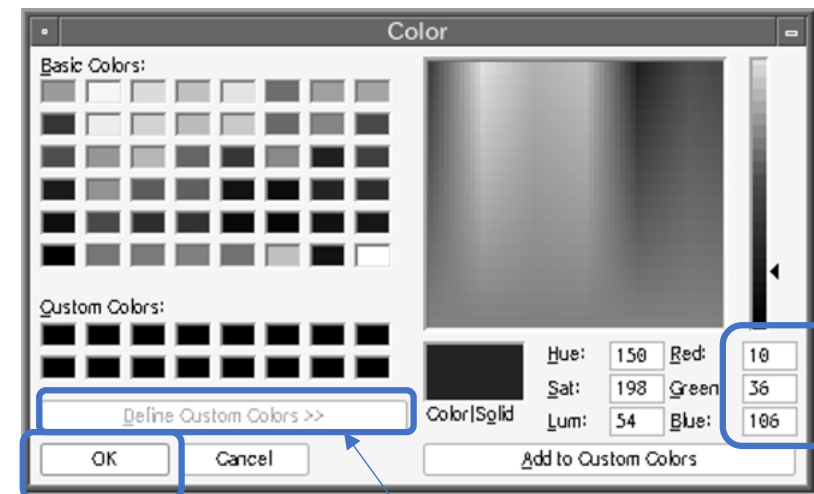 Color
Basic Colors:
Custom Colors:
Define Custom Colors >>
OK Cancel
Color|Solid
Hue: 150 Red: 10
Sat: 198 Green 36
Lum: 54 Blue: 106
Add to Custom Colors